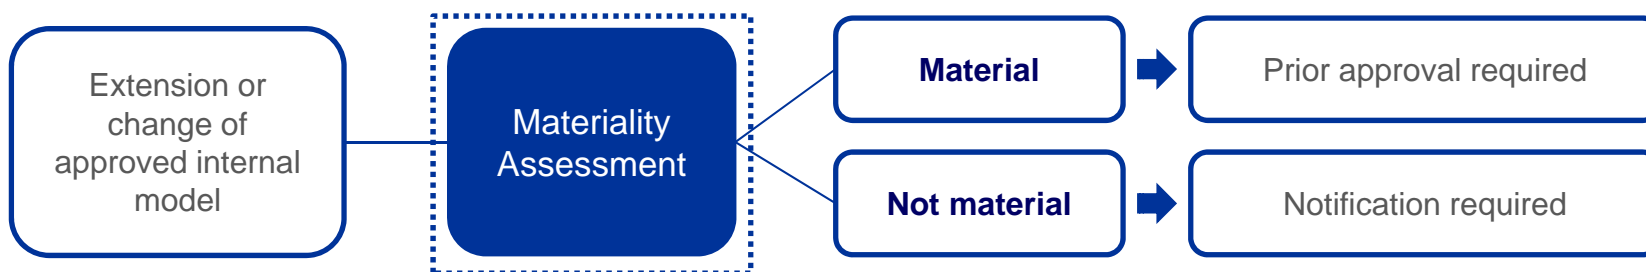 Extension or
change of
approved internal
model
Materiality
Assessment
Material
Prior approval required
Not material
Notification required